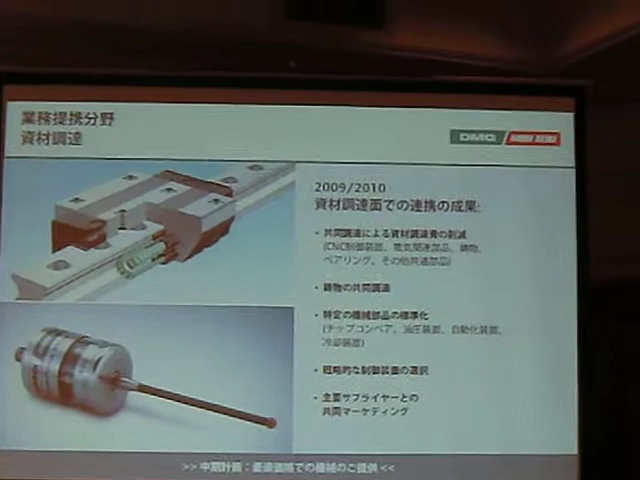 業務提携分野
資材調達
DMG MORI SEIKI
2009/2010
資材調達面での連携の成果:
・共同調達による資材調達費の削減
(CNC制御装置、電気関連部品、鋳物、
ベアリング、その他共通部品)
・鋳物の共同調達
・特定の機械部品の標準化
(チップコンベア、油圧装置、自動化装置、
冷却装置)
・戦略的な制御装置の選択
・主要サプライヤーとの
共同マーケティング
>> 中期計画:最適価格での機械のご提供 <<